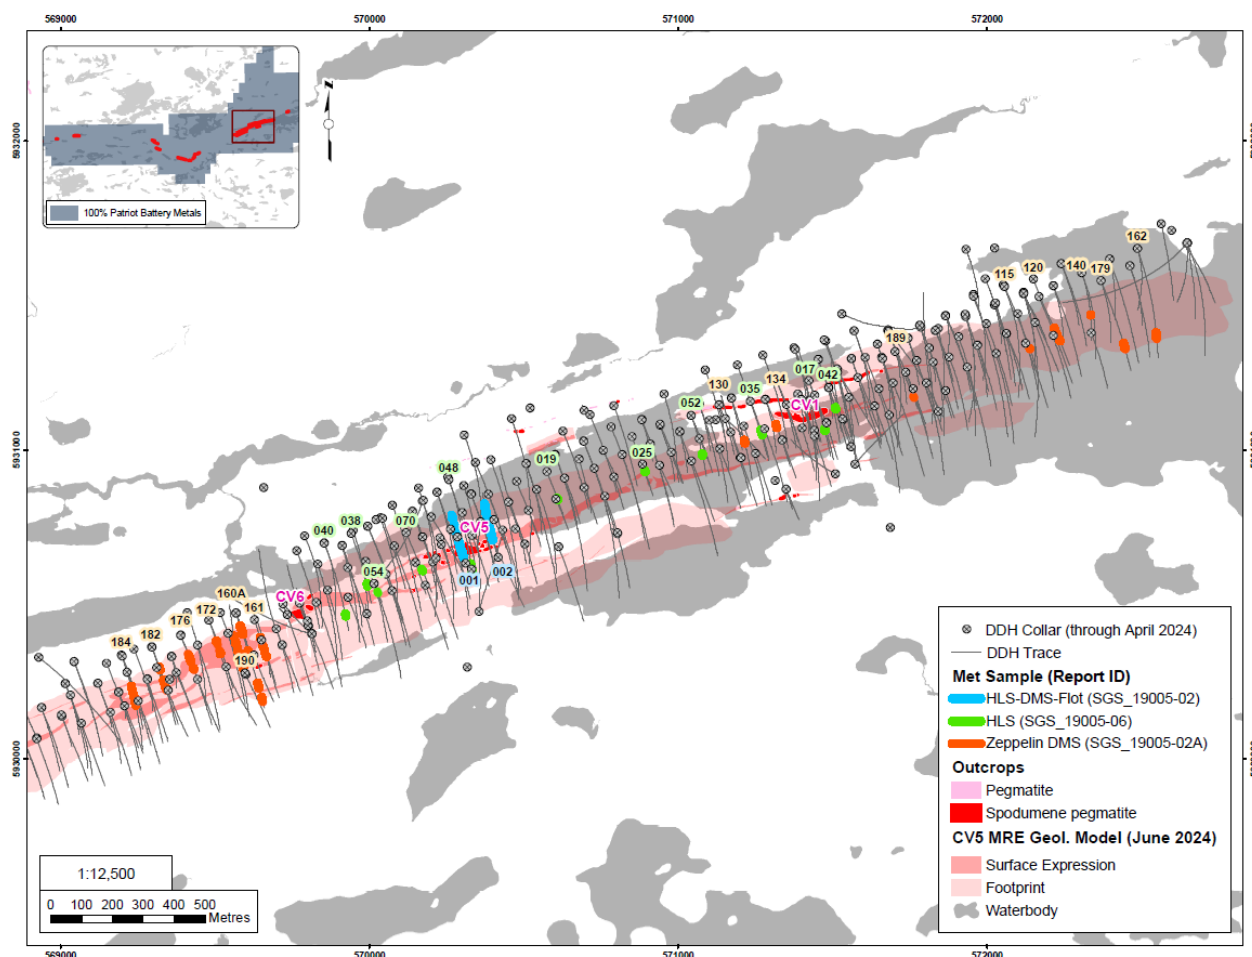 569000
570000
571000
572000
5932000
100% Patriot Battery Metals
162
115
120
140
179
189
130
134
017
042
035
CV1
052
025
019
048
070
038
040
CV5
001
002
054
CV6
160A
161
172
176
182
184
190
5931000
5930000
DDH Collar (through April 2024)
DDH Trace
Met Sample (Report ID)
HLS-DMS-Flot (SGS_19005-02)
HLS (SGS_19005-06)
Zeppelin DMS (SGS_19005-02A)
Outcrops
Pegmatite
Spodumene pegmatite
CV5 MRE Geol. Model (June 2024)
Surface Expression
Footprint
Waterbody
1:12,500
0 100 200 300 400 500
Metres
569000
570000
571000
572000